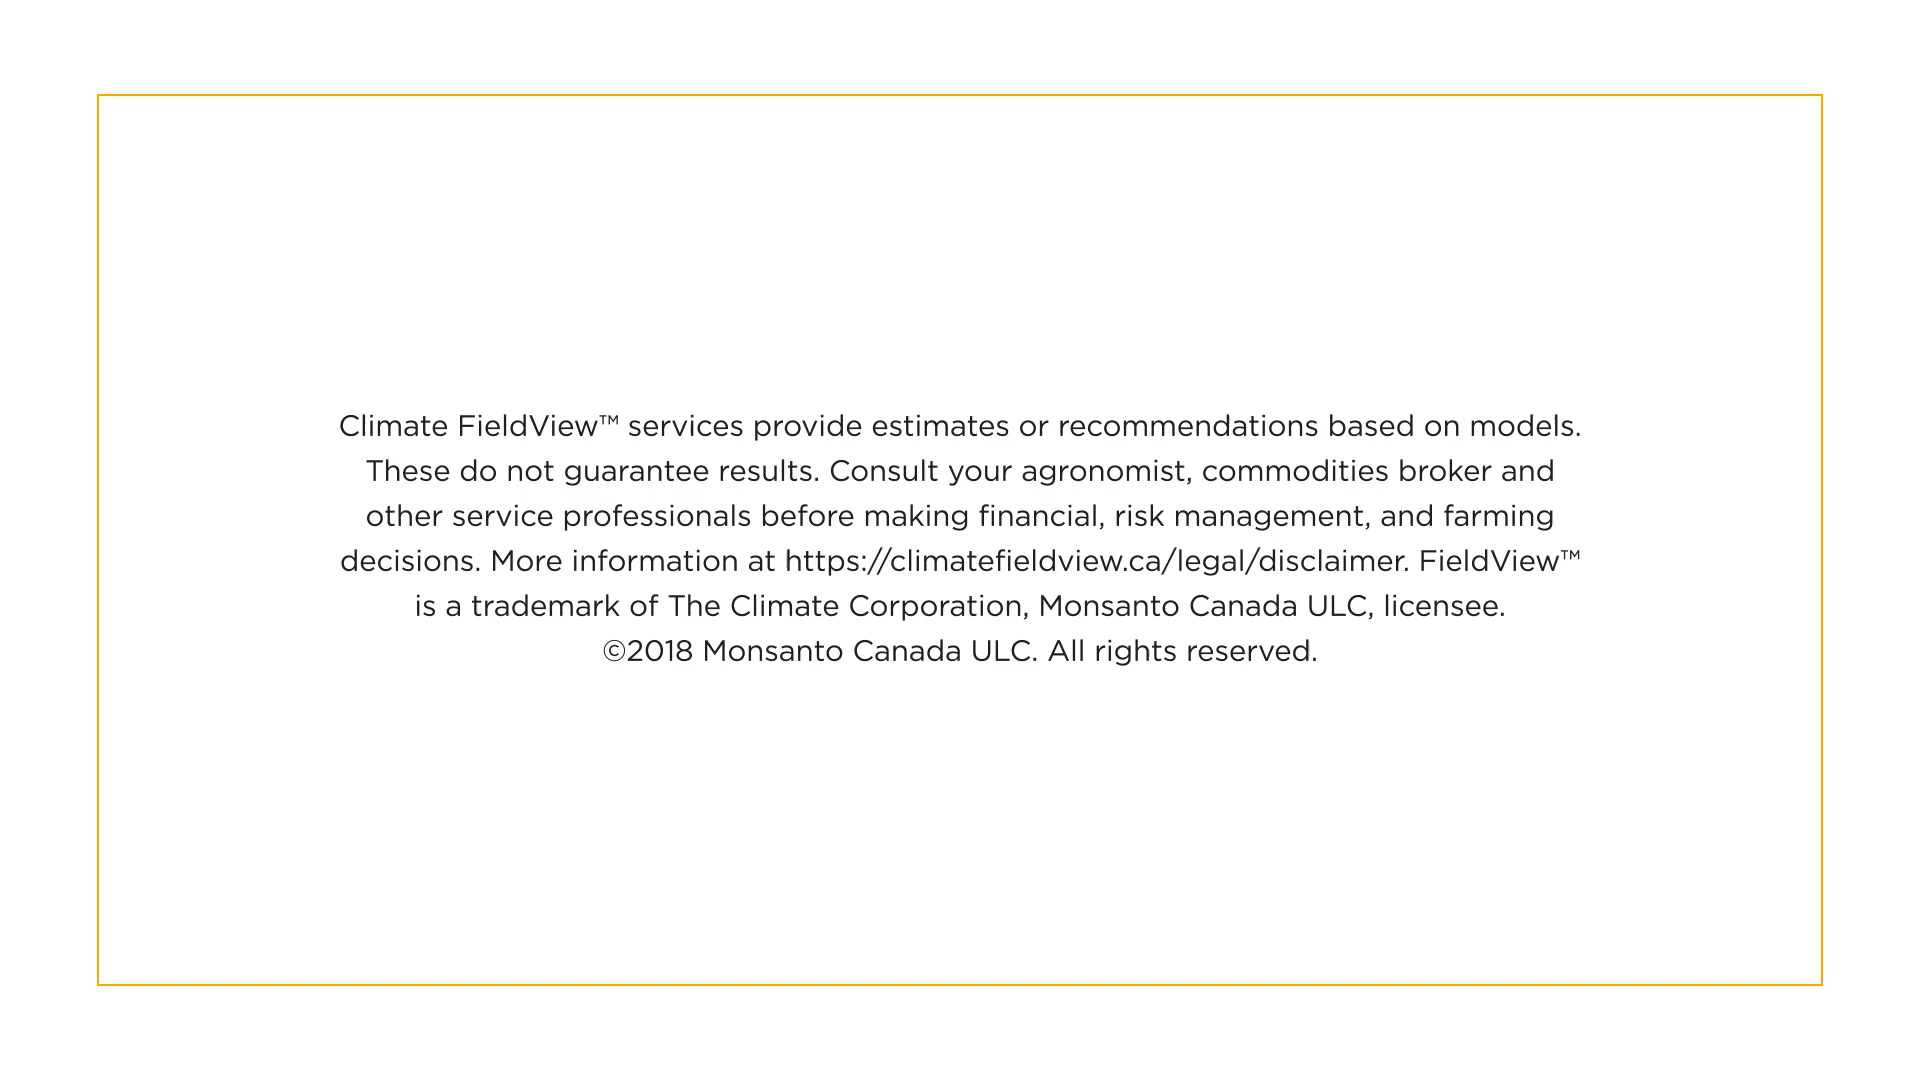 Climate FieldView™ services provide estimates or recommendations based on models.
These do not guarantee results. Consult your agronomist, commodities broker and
other service professionals before making financial, risk management, and farming
decisions. More information at https://climatefieldview.ca/legal/disclaimer. FieldView™
is a trademark of The Climate Corporation, Monsanto Canada ULC, licensee.
©2018 Monsanto Canada ULC. All rights reserved.